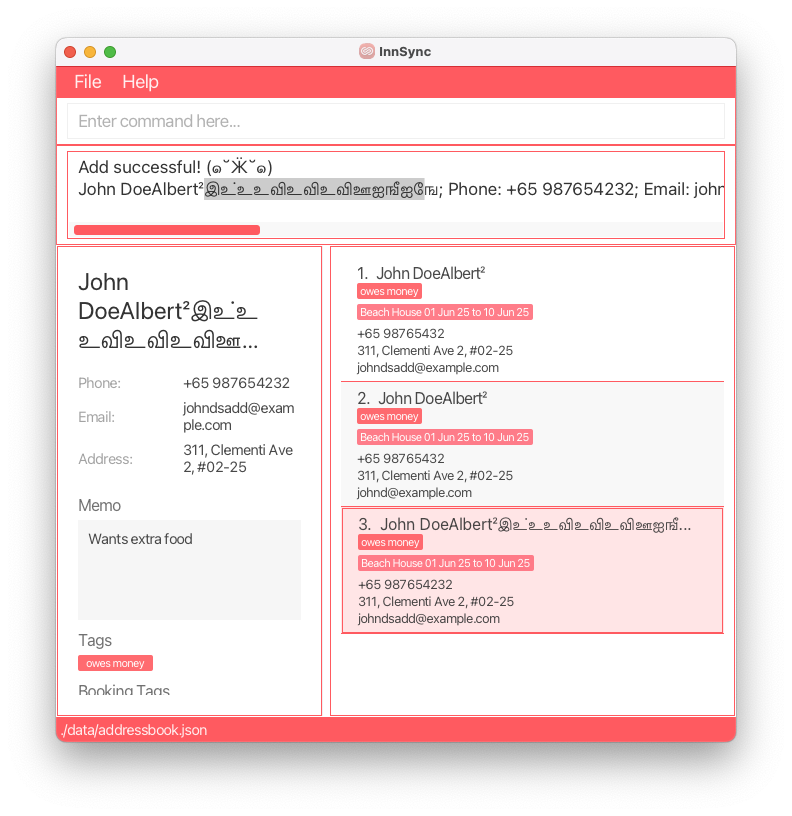 InnSync
File Help
Enter command here...
Add successful! (๑˘Ӝ˘๑)
John DoeAlbert²இஉ்உஉவிஉவிஉவிஊஐஙீஐஙே; Phone: +65 987654232; Email: john
John
DoeAlbert²இஉ்உ
உவிஉவிஉவிஊ...
Phone: +65 987654232
Email: johndsadd@exam
ple.com
Address: 311, Clementi Ave
2, #02-25
Memo
Wants extra food
Tags
owes money
Booking Tags
1. John DoeAlbert²
owes money
Beach House 01 Jun 25 to 10 Jun 25
+65 98765432
311, Clementi Ave 2, #02-25
johndsadd@example.com
2. John DoeAlbert²
owes money
Beach House 01 Jun 25 to 10 Jun 25
+65 98765432
311, Clementi Ave 2, #02-25
johnd@example.com
3. John DoeAlbert²இஉ்உஉவிஉவிஉவிஊஐஙீ...
owes money
Beach House 01 Jun 25 to 10 Jun 25
+65 987654232
311, Clementi Ave 2, #02-25
johndsadd@example.com
./data/addressbook.json